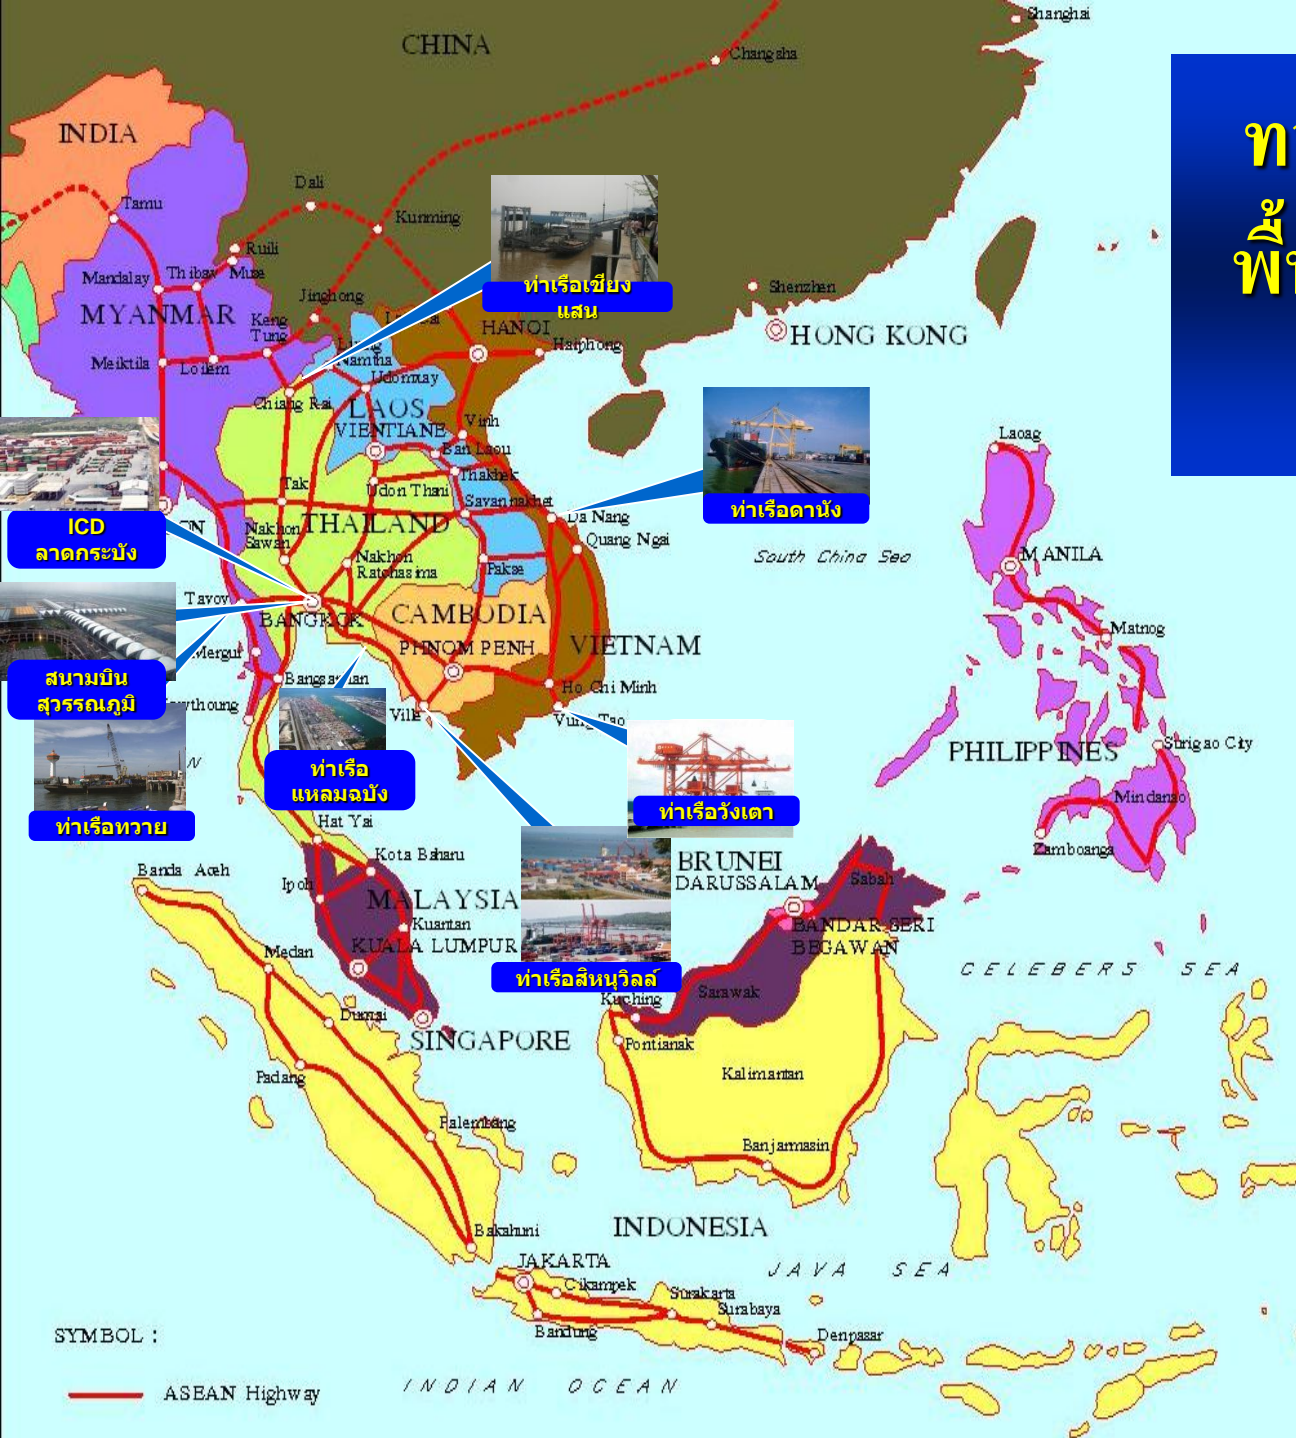 Shanghai
CHINA
Changsha
INDIA
Dali
Tamu
Kunming
Ruili
Mandalay
Thibaw
Muse
ท่าเรือเชียง
แสน
Shenzhen
Jinghong
MYANMAR
Keng
Tung
HANOI
HONG KONG
Haiphong
Meiktila
Loilem
Namtha
Udomxay
Chiang Rai
LAOS
VIENTIANE
Vinh
Ban Laou
Laoag
Thakhek
Tak
Udon Thani
Savannakhet
ท่าเรือดานัง
Da Nang
ICD
ลาดกระบัง
Nakhon
Sawan
THAILAND
Quang Ngai
South China Sea
MANILA
Nakhon
Ratchasima
Pakse
Tavoy
BANGKOK
CAMBODIA
Matnog
PHNOM PENH
VIETNAM
Mergui
สนามบิน
สุวรรณภูมิ
Bangsaphan
Ho Chi Minh
Ville
Vung Tao
PHILIPPINES
Surigao City
ท่าเรือ
แหลมฉบัง
Mindanao
ท่าเรือวังเตา
ท่าเรือทวาย
Hat Yai
Zamboanga
Kota Baharu
Banda Aceh
BRUNEI
DARUSSALAM
Sabah
Ipoh
MALAYSIA
Kuantan
BANDAR SERI
BEGAWAN
KUALA LUMPUR
Medan
ท่าเรือสีหนุวิลล์
CELEBERS SEA
Sarawak
Kuching
Dumai
SINGAPORE
Pontianak
Kalimantan
Padang
Palembang
Banjarmasin
INDONESIA
Bakahuni
JAKARTA
JAVA SEA
Cikampek
Surakarta
Surabaya
Bandung
Denpasar
SYMBOL :
ASEAN Highway
INDIAN OCEAN